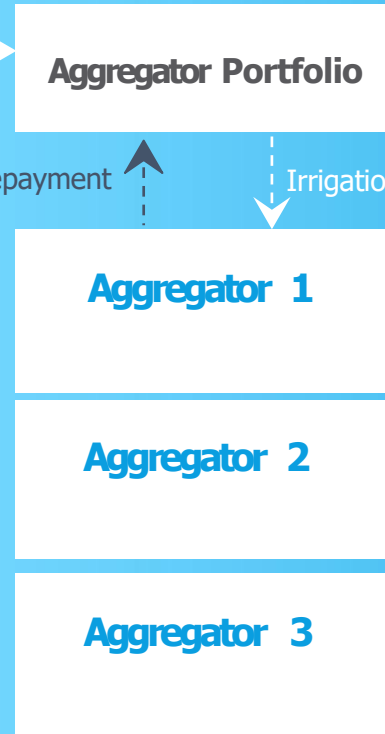 Aggregator Portfolio
epayment Irrigatio
Aggregator 1
Aggregator 2
Aggregator 3